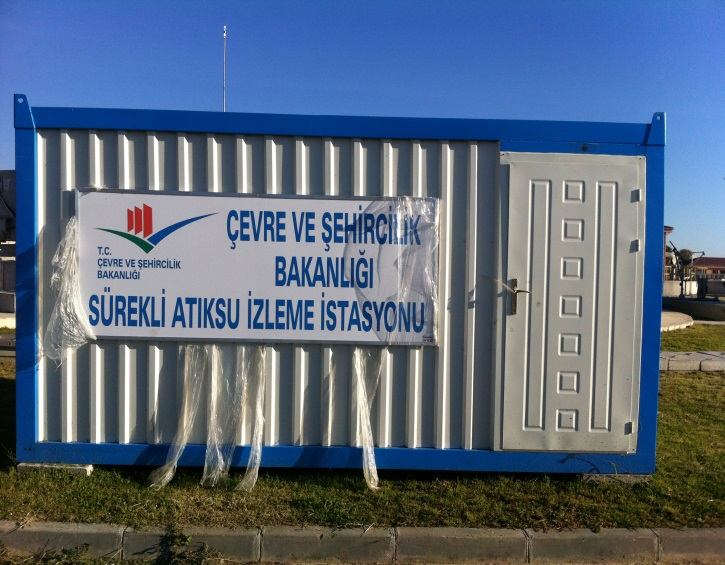 T.C.
ÇEVRE VE ŞEHİRCİLİK
BAKANLIĞI
ÇEVRE VE ŞEHİRCİLİK
BAKANLIĞI
SÜREKLİ ATIKSU İZLEME İSTASYONU